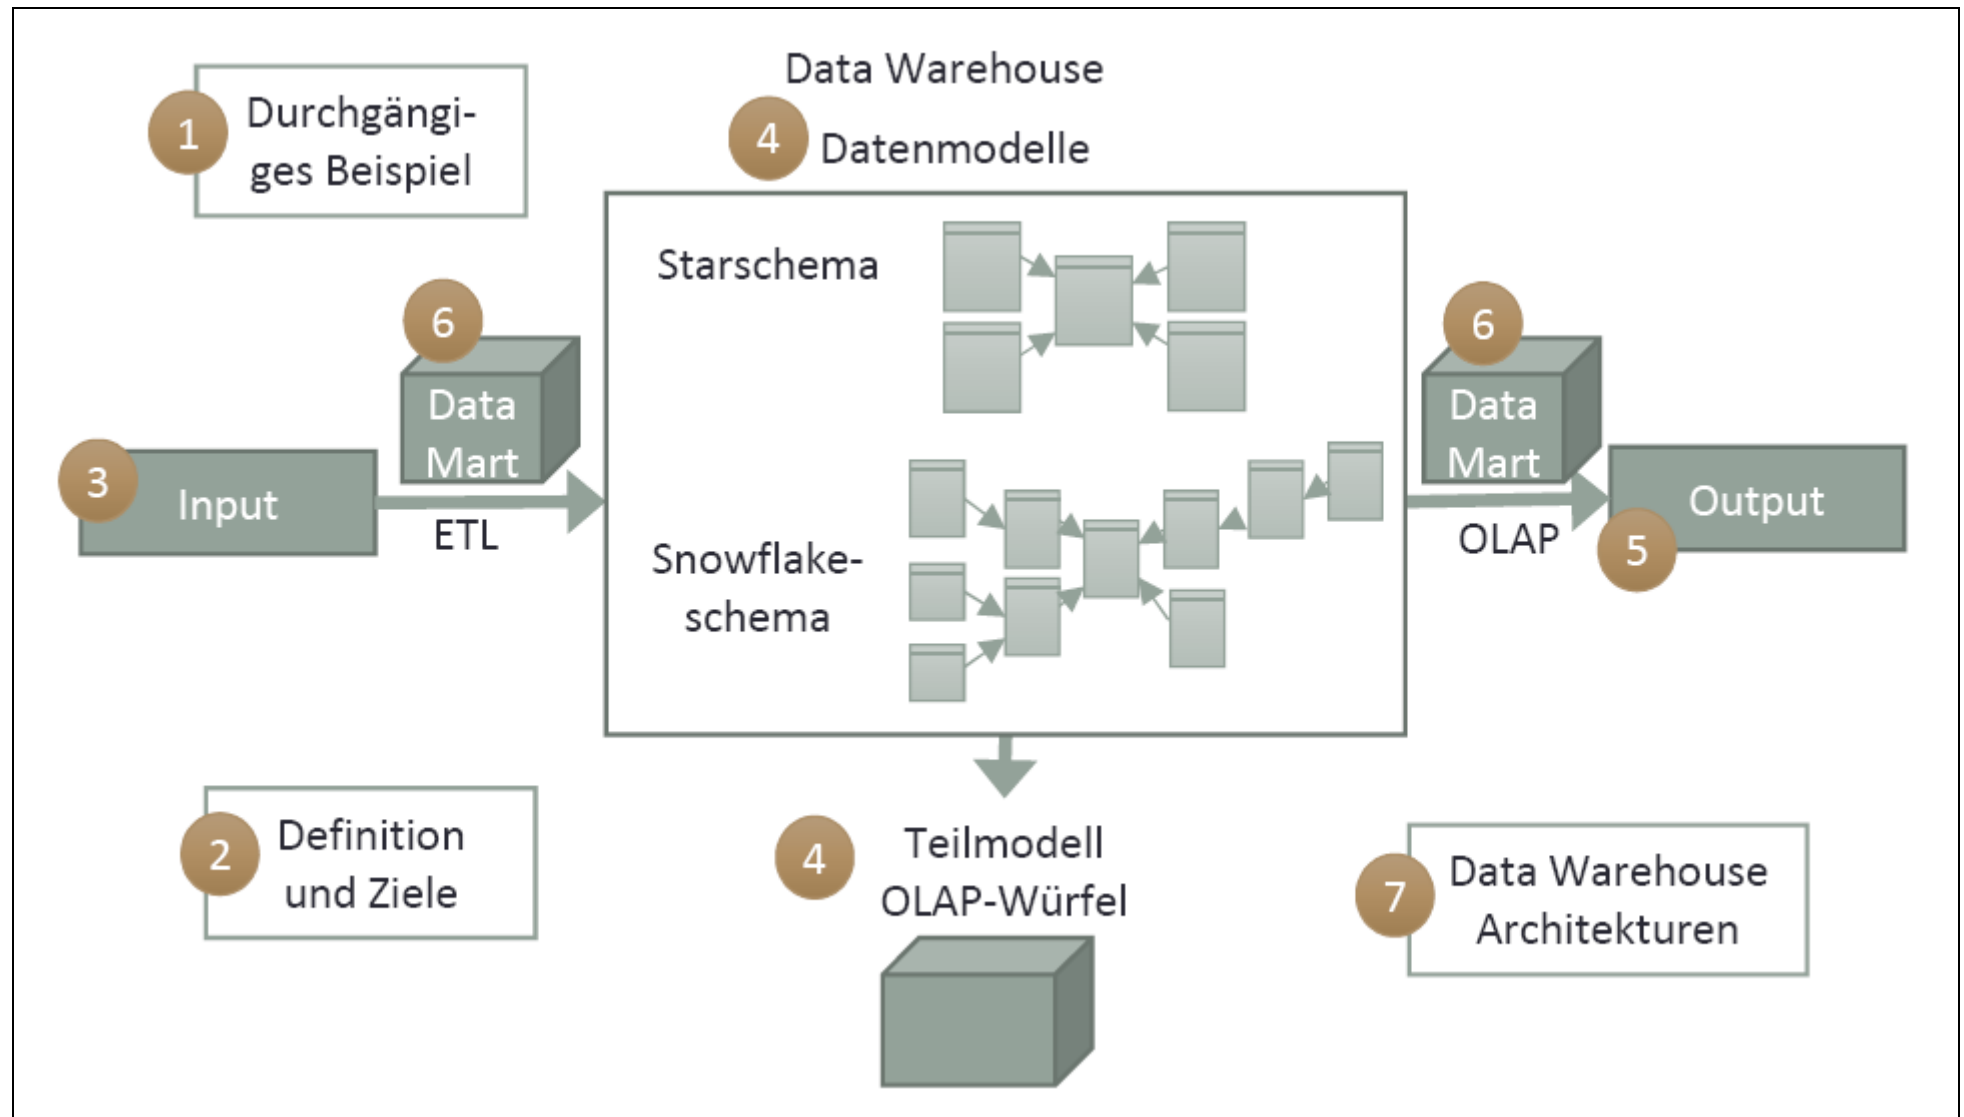 Data Warehouse
4
Datenmodelle
1
Durchgängi-
ges Beispiel
Starschema
6
Data
Mart
3
Input
ETL
Snowflake-
schema
6
Data
Mart
OLAP
Output
5
2
Definition
und Ziele
4
Teilmodell
OLAP-Würfel
7
Data Warehouse
Architekturen